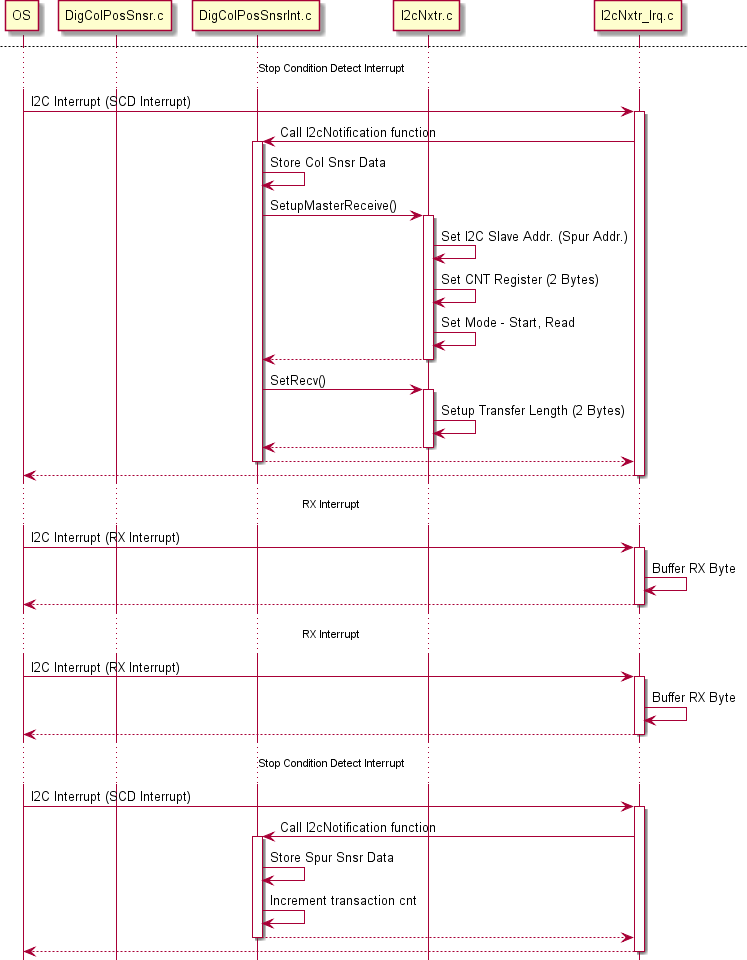 OS
DigColPosSnsr.c
DigColPosSnsrInt.c
I2cNxtr.c
I2cNxtr_Irq.c
Stop Condition Detect Interrupt
I2C Interrupt (SCD Interrupt)
Call I2cNotification function
Store Col Snsr Data
SetupMasterReceive()
Set I2C Slave Addr. (Spur Addr.)
Set CNT Register (2 Bytes)
Set Mode - Start, Read
SetRecv()
Setup Transfer Length (2 Bytes)
RX Interrupt
I2C Interrupt (RX Interrupt)
Buffer RX Byte
RX Interrupt
I2C Interrupt (RX Interrupt)
Buffer RX Byte
Stop Condition Detect Interrupt
I2C Interrupt (SCD Interrupt)
Call I2cNotification function
Store Spur Snsr Data
Increment transaction cnt